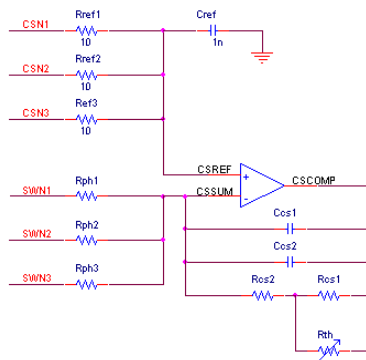 Rref1 Cref
CSN1
10 1n
Rref2
CSN2
10
Rref3
CSN3
10
CSREF
+ CSCOMP
SWN1 Rph1 CSSUM
-
Ccs1
SWN2 Rph2
Ccs2
SWN3 Rph3
Rcs2 Rcs1
Rth